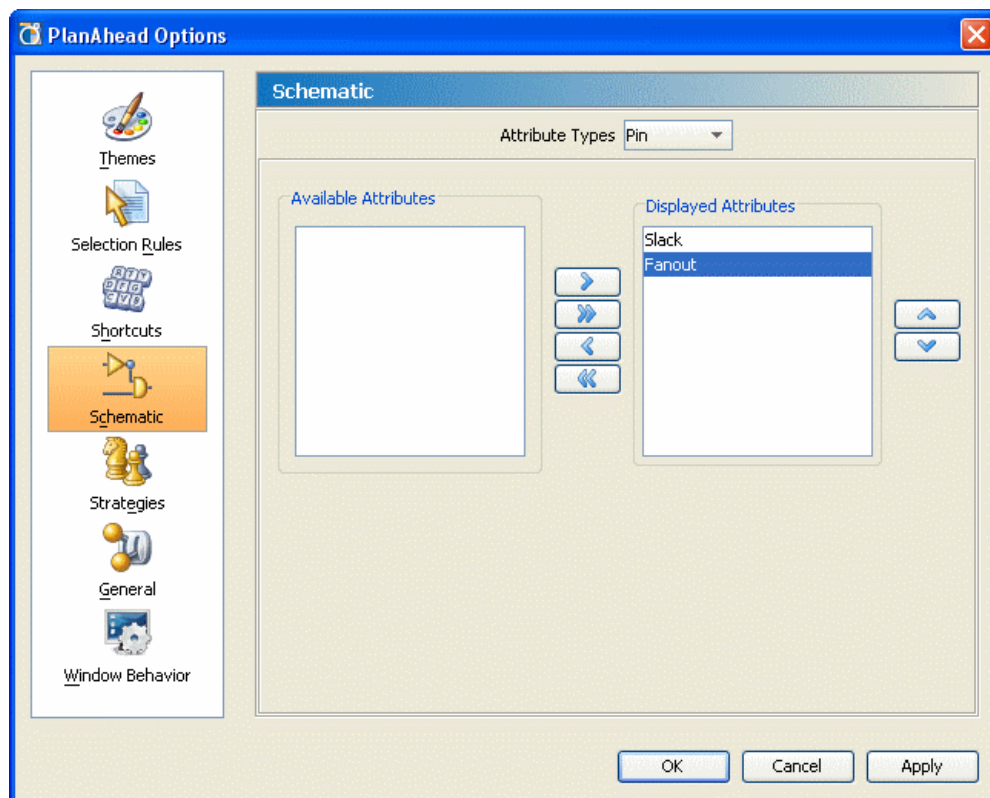 PlanAhead Options
Themes
Selection Rules
Shortcuts
Schematic
Strategies
General
Window Behavior
Schematic
Attribute Types Pin
Available Attributes
Displayed Attributes
Slack
Fanout
OK Cancel Apply